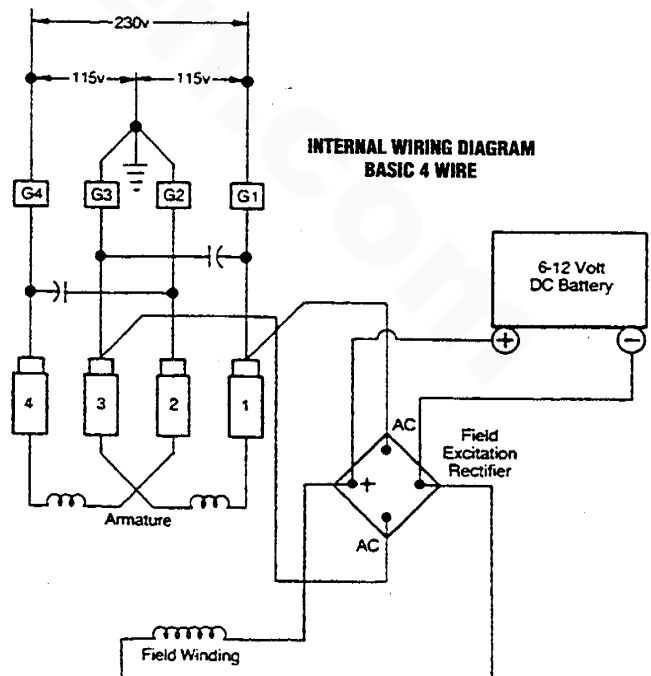 230v
115v 115v
INTERNAL WIRING DIAGRAM
BASIC 4 WIRE
G4 G3 G2 G1
6-12 Volt
DC Battery
+ −
4 3 2 1
AC
Field
Excitation
Rectifier
+
Armature
AC
Field Winding